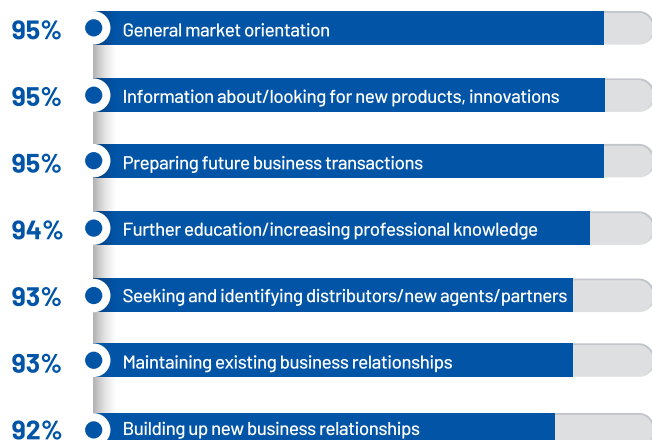 95% General market orientation
95% Information about/looking for new products, innovations
95% Preparing future business transactions
94% Further education/increasing professional knowledge
93% Seeking and identifying distributors/new agents/partners
93% Maintaining existing business relationships
92% Building up new business relationships